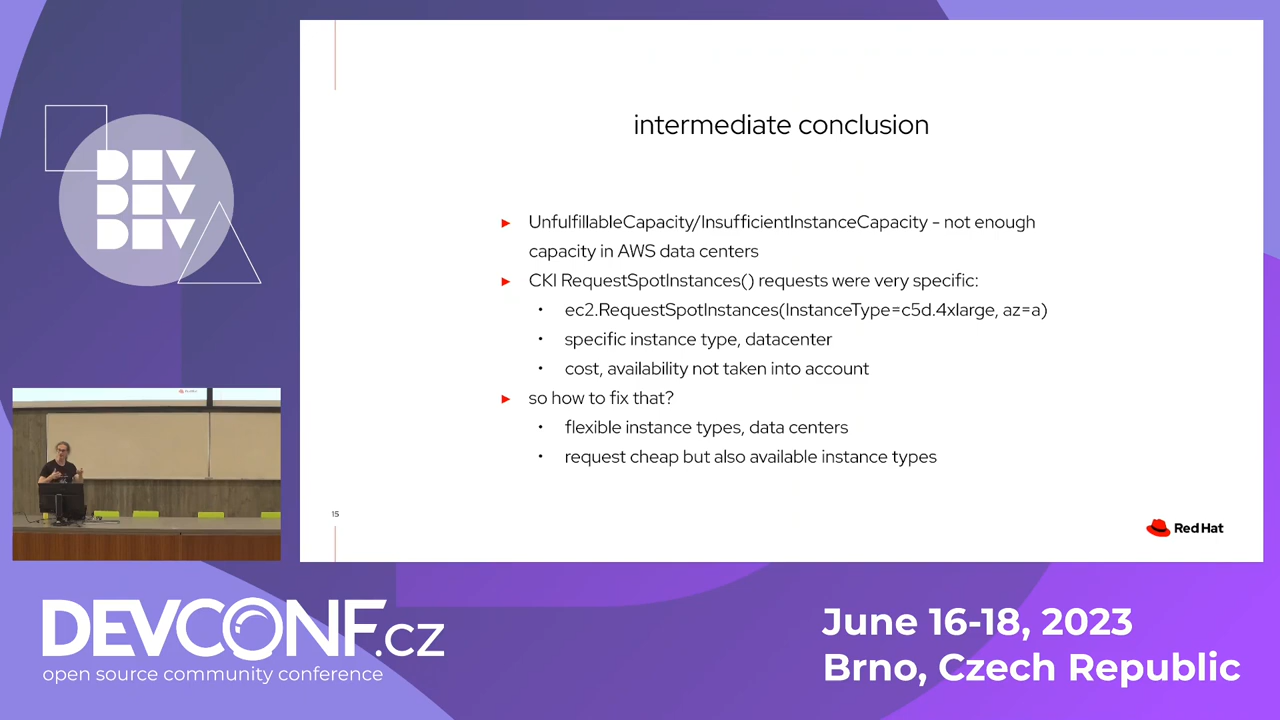 DEV
DEV
DEV
intermediate conclusion
► UnfulfillableCapacity/InsufficientInstanceCapacity - not enough
capacity in AWS data centers
► CKI RequestSpotInstances() requests were very specific:
• ec2.RequestSpotInstances(InstanceType=c5d.4xlarge, az=a)
• specific instance type, datacenter
• cost, availability not taken into account
► so how to fix that?
• flexible instance types, data centers
• request cheap but also available instance types
15
Red Hat
DEVCONF.cz
open source community conference
June 16-18, 2023
Brno, Czech Republic